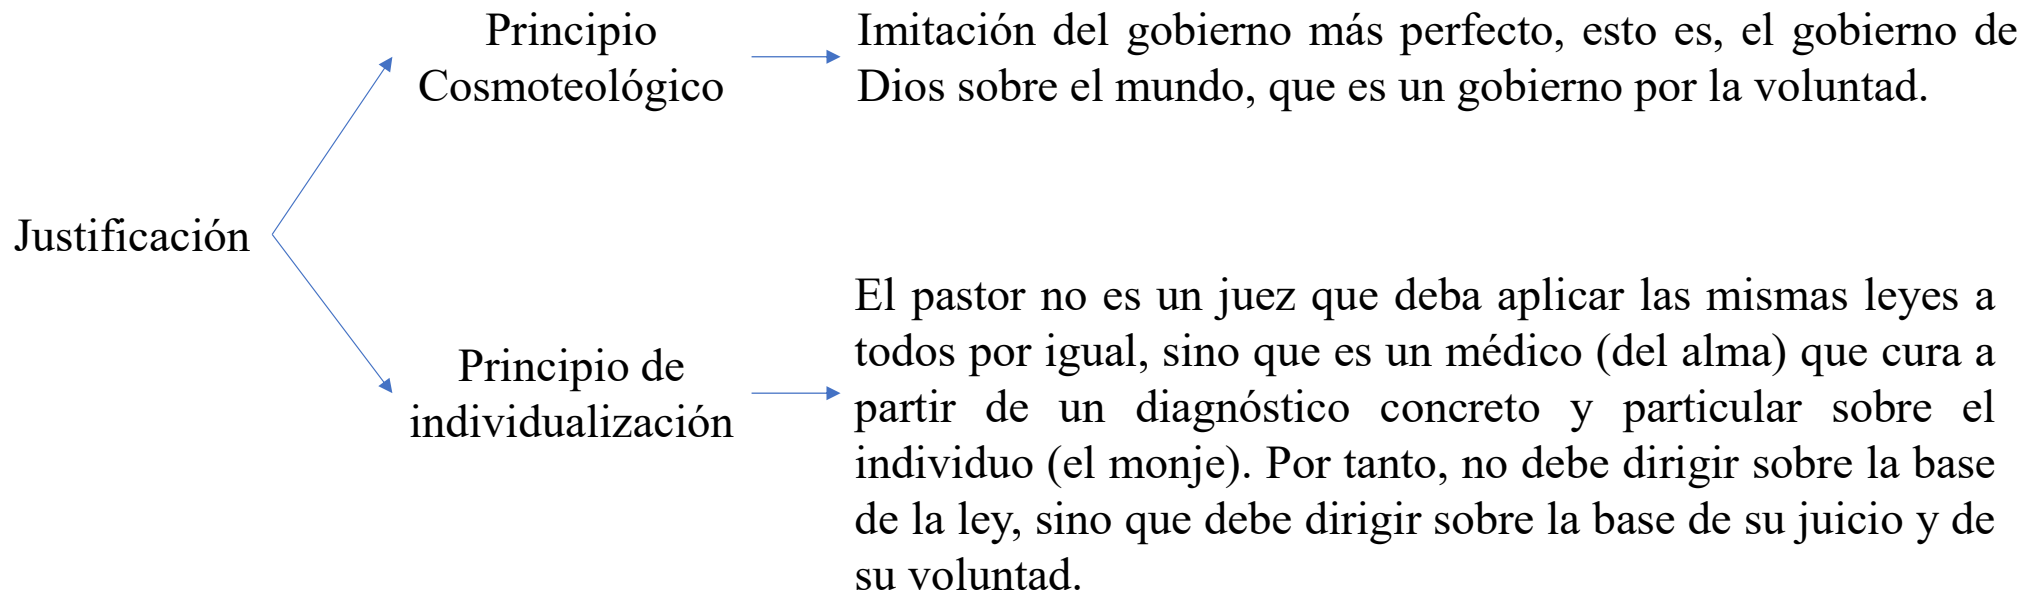 Principio
Cosmoteológico
Imitación del gobierno más perfecto, esto es, el gobierno de
Dios sobre el mundo, que es un gobierno por la voluntad.
Justificación
Principio de
individualización
El pastor no es un juez que deba aplicar las mismas leyes a
todos por igual, sino que es un médico (del alma) que cura a
partir de un diagnóstico concreto y particular sobre el
individuo (el monje). Por tanto, no debe dirigir sobre la base
de la ley, sino que debe dirigir sobre la base de su juicio y de
su voluntad.